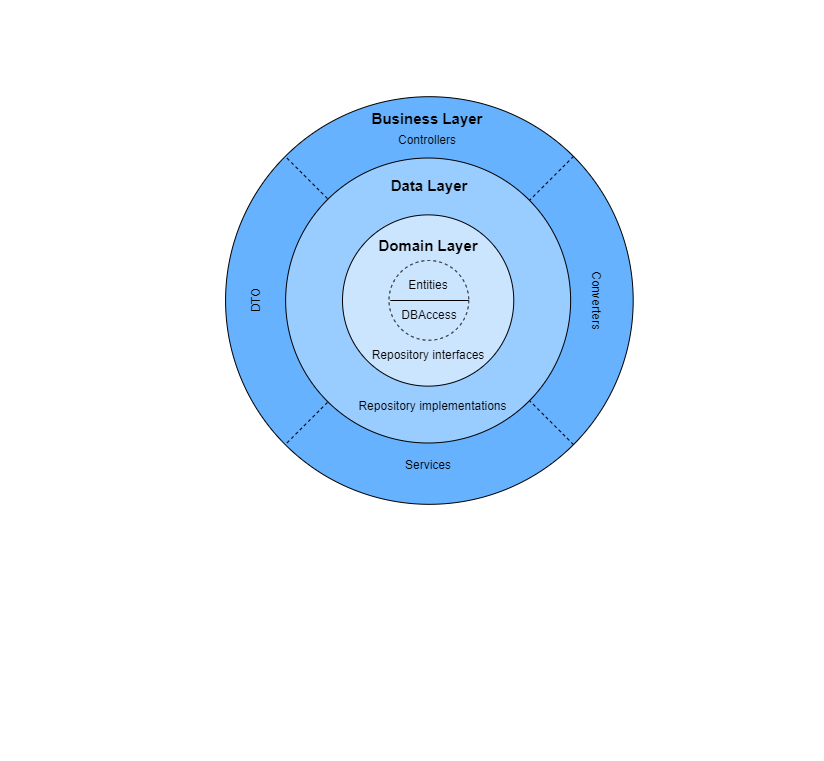 Business Layer
Controllers
Data Layer
Domain Layer
Entities
DBAccess
Repository interfaces
Repository implementations
Services
DTO
Converters